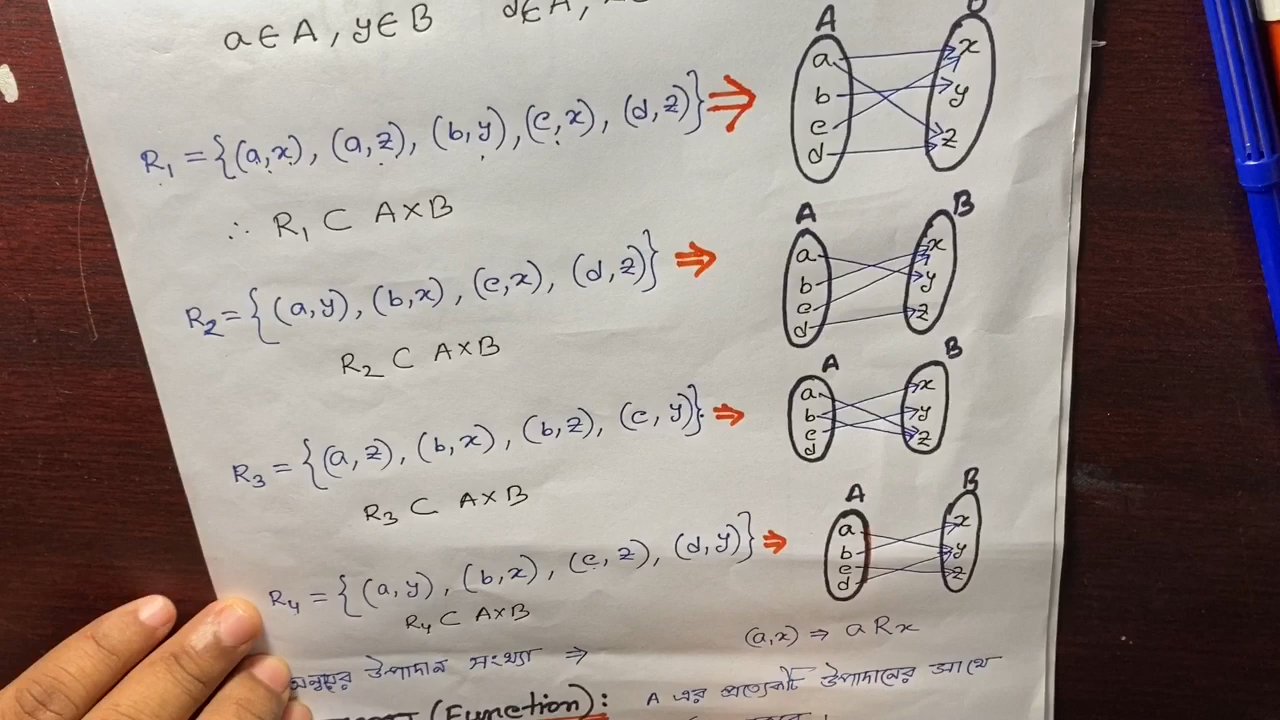 a ∈ A, y ∈ B d ∈ A,
R₁ = {(a,x), (a,z), (b,y), (c,x), (d,z)} ⇒
A
a
b
c
d
x
y
z
∴ R₁ ⊂ A×B
R₂ = {(a,y), (b,x), (c,x), (d,z)} ⇒
A B
a
b
c
d
x
y
z
R₂ ⊂ A×B
R₃ = {(a,z), (b,x), (b,z), (c,y)} ⇒
A B
a
b
c
d
x
y
z
R₃ ⊂ A×B
R₄ = {(a,y), (b,x), (c,z), (d,y)} ⇒
A B
a
b
c
d
x
y
z
R₄ ⊂ A×B
(a,x) ⇒ aRx
উপাদান সংখ্যা ⇒
(Function): A এর প্রত্যেকটি উপাদানের সাথে